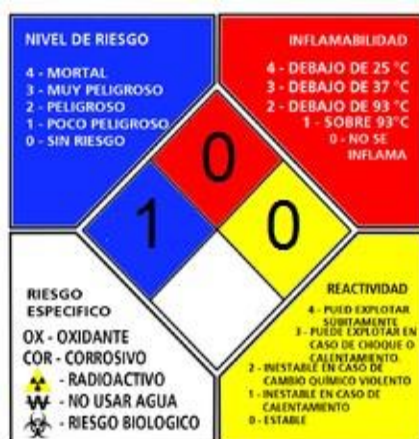 NIVEL DE RIESGO
4 - MORTAL
3 - MUY PELIGROSO
2 - PELIGROSO
1 - POCO PELIGROSO
0 - SIN RIESGO
INFLAMABILIDAD
4 - DEBAJO DE 25 °C
3 - DEBAJO DE 37 °C
2 - DEBAJO DE 93 °C
1 - SOBRE 93°C
0 - NO SE
INFLAMA
0
1
0
RIESGO
ESPECIFICO
OX - OXIDANTE
COR - CORROSIVO
- RADIOACTIVO
W - NO USAR AGUA
- RIESGO BIOLOGICO
REACTIVIDAD
4 - PUED EXPLOTAR
SÚBITAMENTE
3 - PUEDE EXPLOTAR EN
CASO DE CHOQUE O
CALENTAMIENTO.
2 - INESTABLE EN CASO DE
CAMBIO QUÍMICO VIOLENTO
1 - INESTABLE EN CASO DE
CALENTAMIENTO
0 - ESTABLE